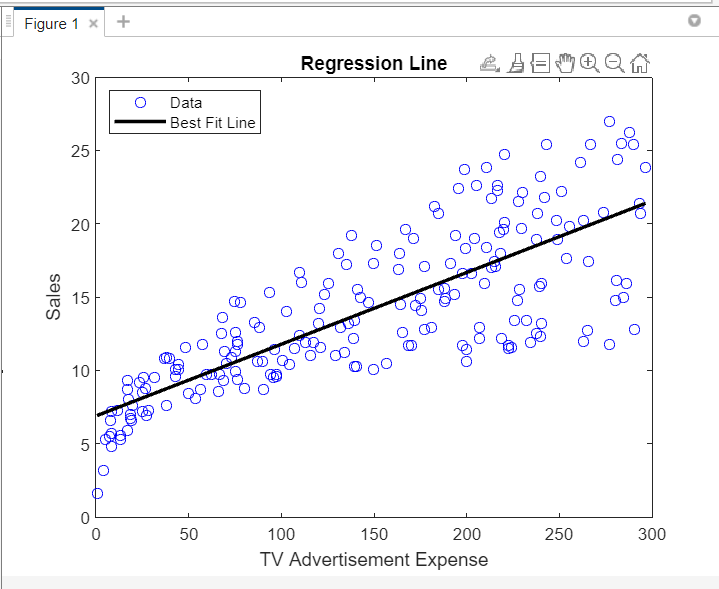 Figure 1
Regression Line
Data
Best Fit Line
30
25
20
15
10
5
0
Sales
0 50 100 150 200 250 300
TV Advertisement Expense